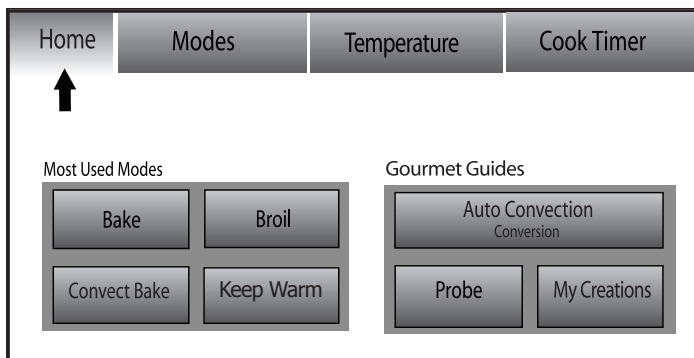 Home Modes Temperature Cook Timer
Most Used Modes
Bake Broil
Convect Bake Keep Warm
Gourmet Guides
Auto Convection
Conversion
Probe My Creations